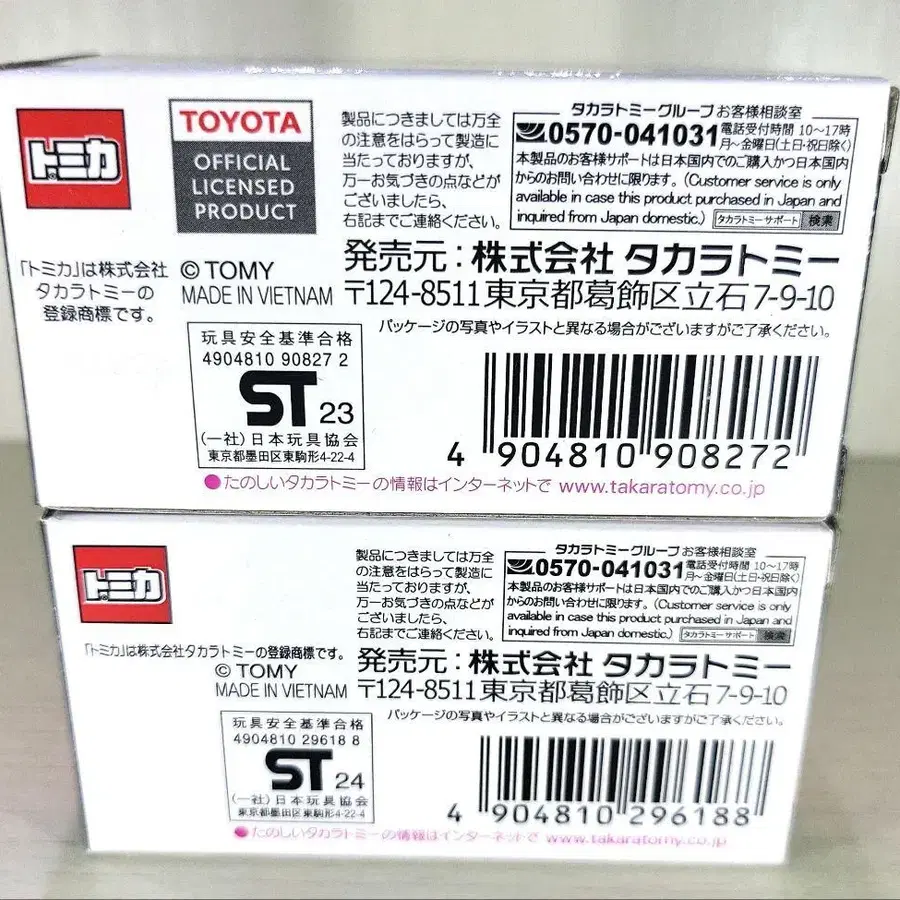 トミカ
TOYOTA
OFFICIAL
LICENSED
PRODUCT
製品につきましては万全
の注意をはらって製造に
当たっておりますが、
万一お気づきの点などが
ございましたら、
右記までご連絡ください。
タカラトミーグループ お客様相談室
0570-041031 電話受付時間 10〜17時
月〜金曜日(土日・祝日除く)
本製品のお客様サポートは日本国内でのご購入かつ日本国内
からのお問い合わせに限ります。(Customer service is only
available in case this product purchased in Japan and
inquired from Japan domestic.) タカラトミーサポート 検索
「トミカ」は株式会社
タカラトミーの
登録商標です。
© TOMY
MADE IN VIETNAM
発売元：株式会社 タカラトミー
〒124-8511 東京都葛飾区立石 7-9-10
パッケージの写真やイラストと異なる場合がございますがご了承ください。
玩具安全基準合格
4904810 90827 2
ST 23
(一社)日本玩具協会
東京都墨田区東駒形4-22-4
4 904810 908272
●たのしいタカラトミーの情報はインターネットで www.takaratomy.co.jp
トミカ
製品につきましては万全
の注意をはらって製造に
当たっておりますが、
万一お気づきの点などが
ございましたら、
右記までご連絡ください。
タカラトミーグループ お客様相談室
0570-041031 電話受付時間 10〜17時
月〜金曜日(土日・祝日除く)
本製品のお客様サポートは日本国内でのご購入かつ日本国内
からのお問い合わせに限ります。(Customer service is only
available in case this product purchased in Japan and
inquired from Japan domestic.) タカラトミーサポート 検索
「トミカ」は株式会社タカラトミーの登録商標です。
© TOMY
MADE IN VIETNAM
発売元：株式会社 タカラトミー
〒124-8511 東京都葛飾区立石 7-9-10
パッケージの写真やイラストと異なる場合がございますがご了承ください。
玩具安全基準合格
4904810 29618 8
ST 24
(一社)日本玩具協会
東京都墨田区東駒形4-22-4
4 904810 296188
●たのしいタカラトミーの情報はインターネットで www.takaratomy.co.jp